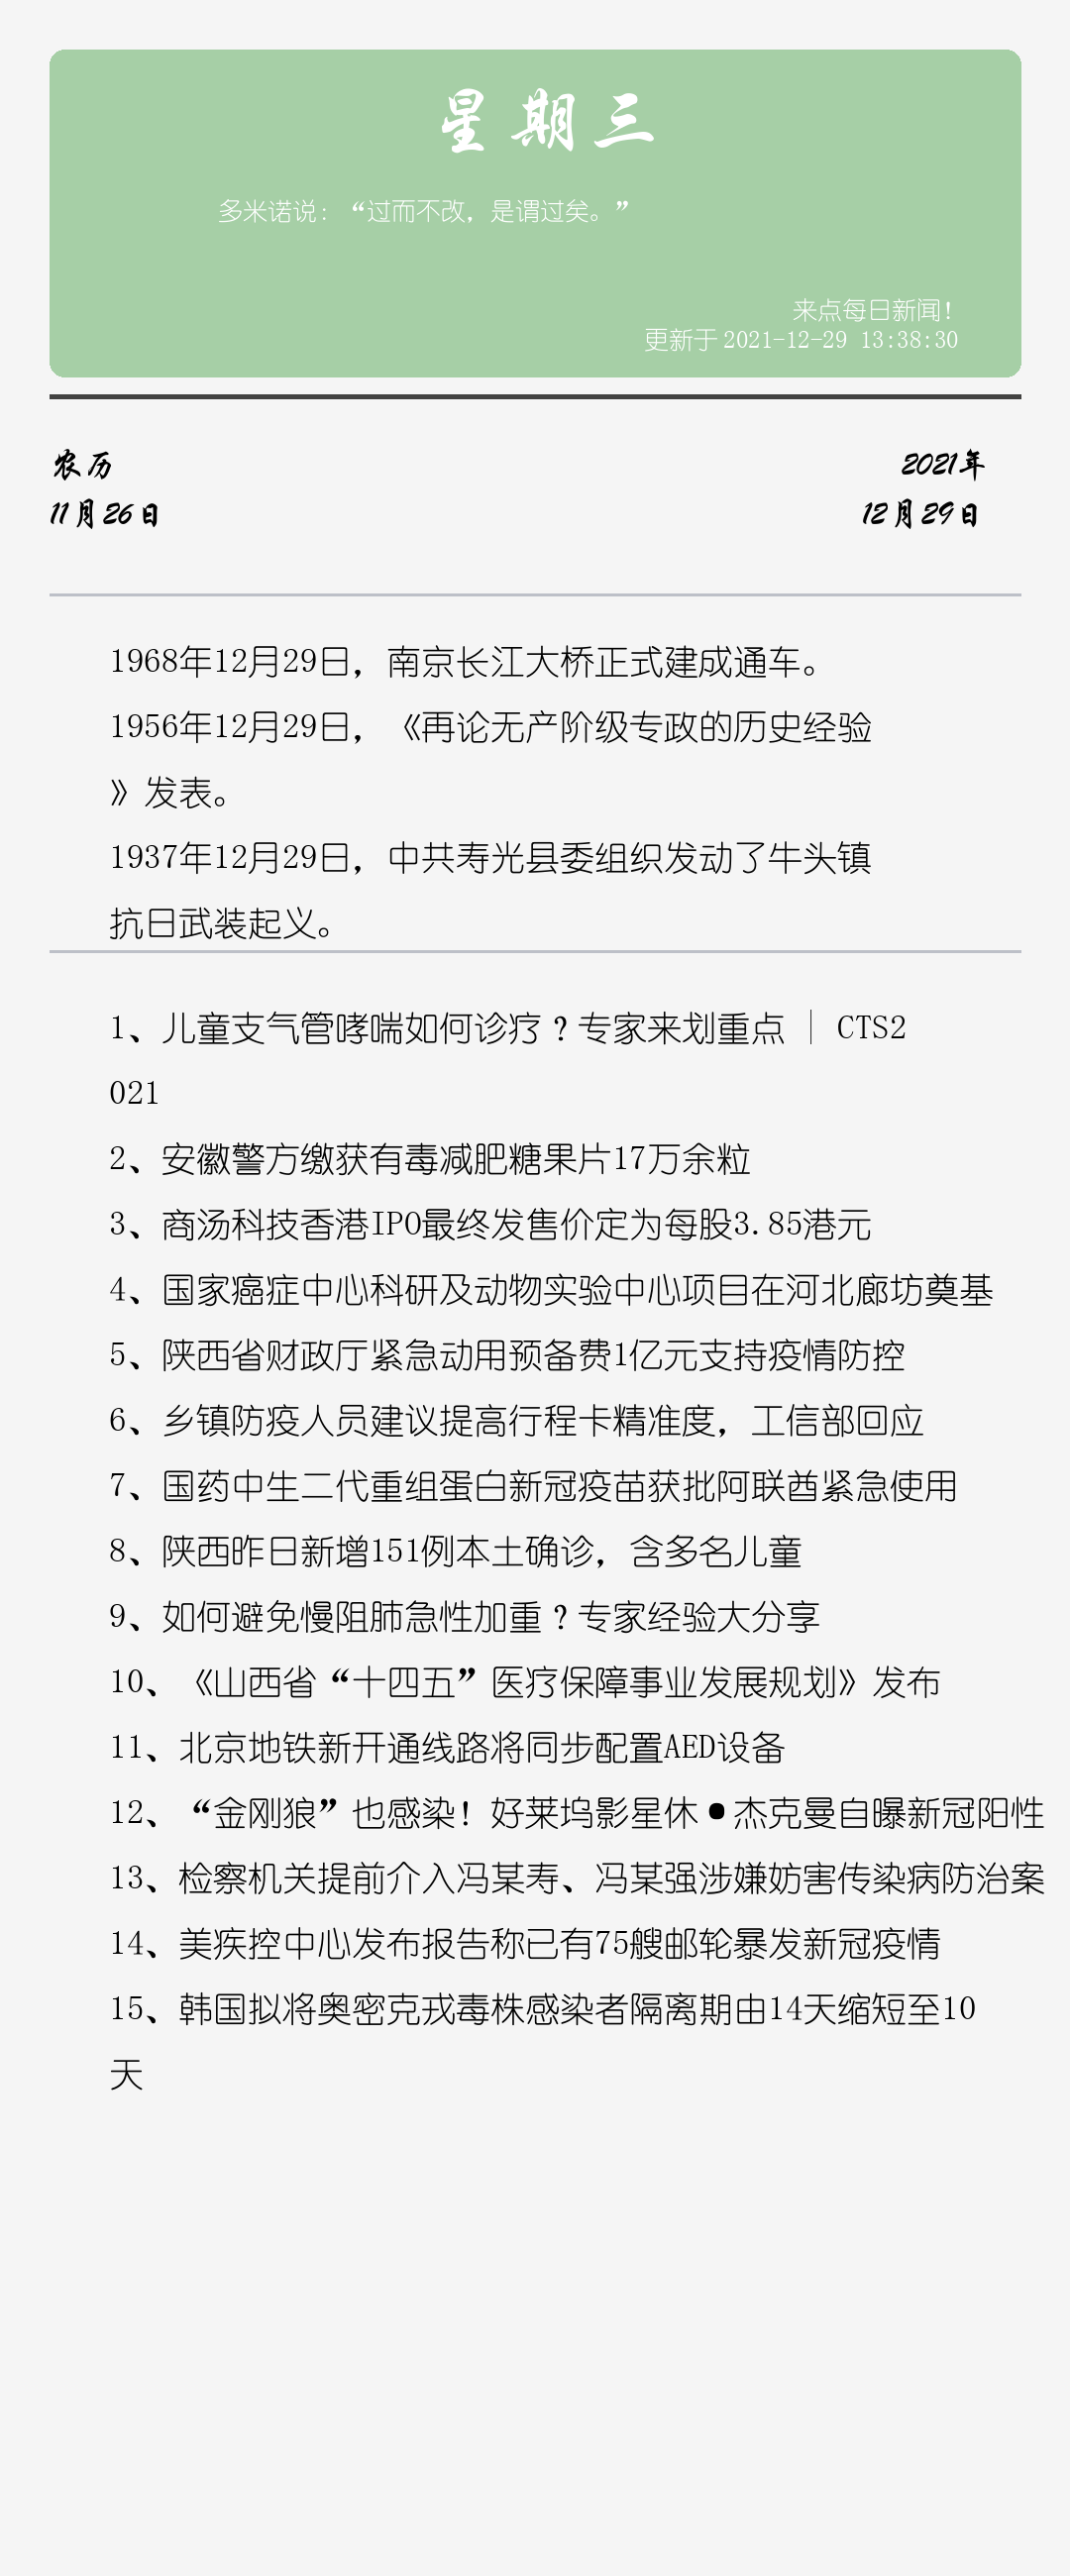 星期三
多米诺说：“过而不改，是谓过矣。”
来点每日新闻！
更新于 2021-12-29 13:38:30
农历
11月26日
2021年
12月29日
1968年12月29日，南京长江大桥正式建成通车。
1956年12月29日，《再论无产阶级专政的历史经验
》发表。
1937年12月29日，中共寿光县委组织发动了牛头镇
抗日武装起义。
1、儿童支气管哮喘如何诊疗？专家来划重点｜CTS2
021
2、安徽警方缴获有毒减肥糖果片17万余粒
3、商汤科技香港IPO最终发售价定为每股3.85港元
4、国家癌症中心科研及动物实验中心项目在河北廊坊奠基
5、陕西省财政厅紧急动用预备费1亿元支持疫情防控
6、乡镇防疫人员建议提高行程卡精准度，工信部回应
7、国药中生二代重组蛋白新冠疫苗获批阿联酋紧急使用
8、陕西昨日新增151例本土确诊，含多名儿童
9、如何避免慢阻肺急性加重？专家经验大分享
10、《山西省“十四五”医疗保障事业发展规划》发布
11、北京地铁新开通线路将同步配置AED设备
12、“金刚狼”也感染！好莱坞影星休•杰克曼自曝新冠阳性
13、检察机关提前介入冯某寿、冯某强涉嫌妨害传染病防治案
14、美疾控中心发布报告称已有75艘邮轮暴发新冠疫情
15、韩国拟将奥密克戎毒株感染者隔离期由14天缩短至10
天